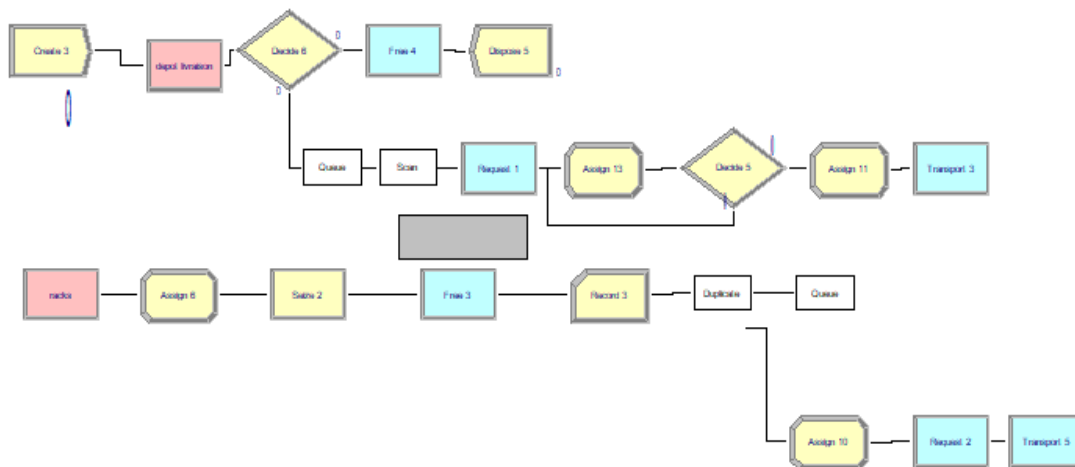 Create 3
depot livraison
Decide 6
0
Free 4
Dispose 5
0
0
Queue
Scan
Request 1
Assign 13
Decide 5
Assign 11
Transport 3
racks
Assign 6
Seize 2
Free 3
Record 3
Duplicate
Queue
Assign 10
Request 2
Transport 5